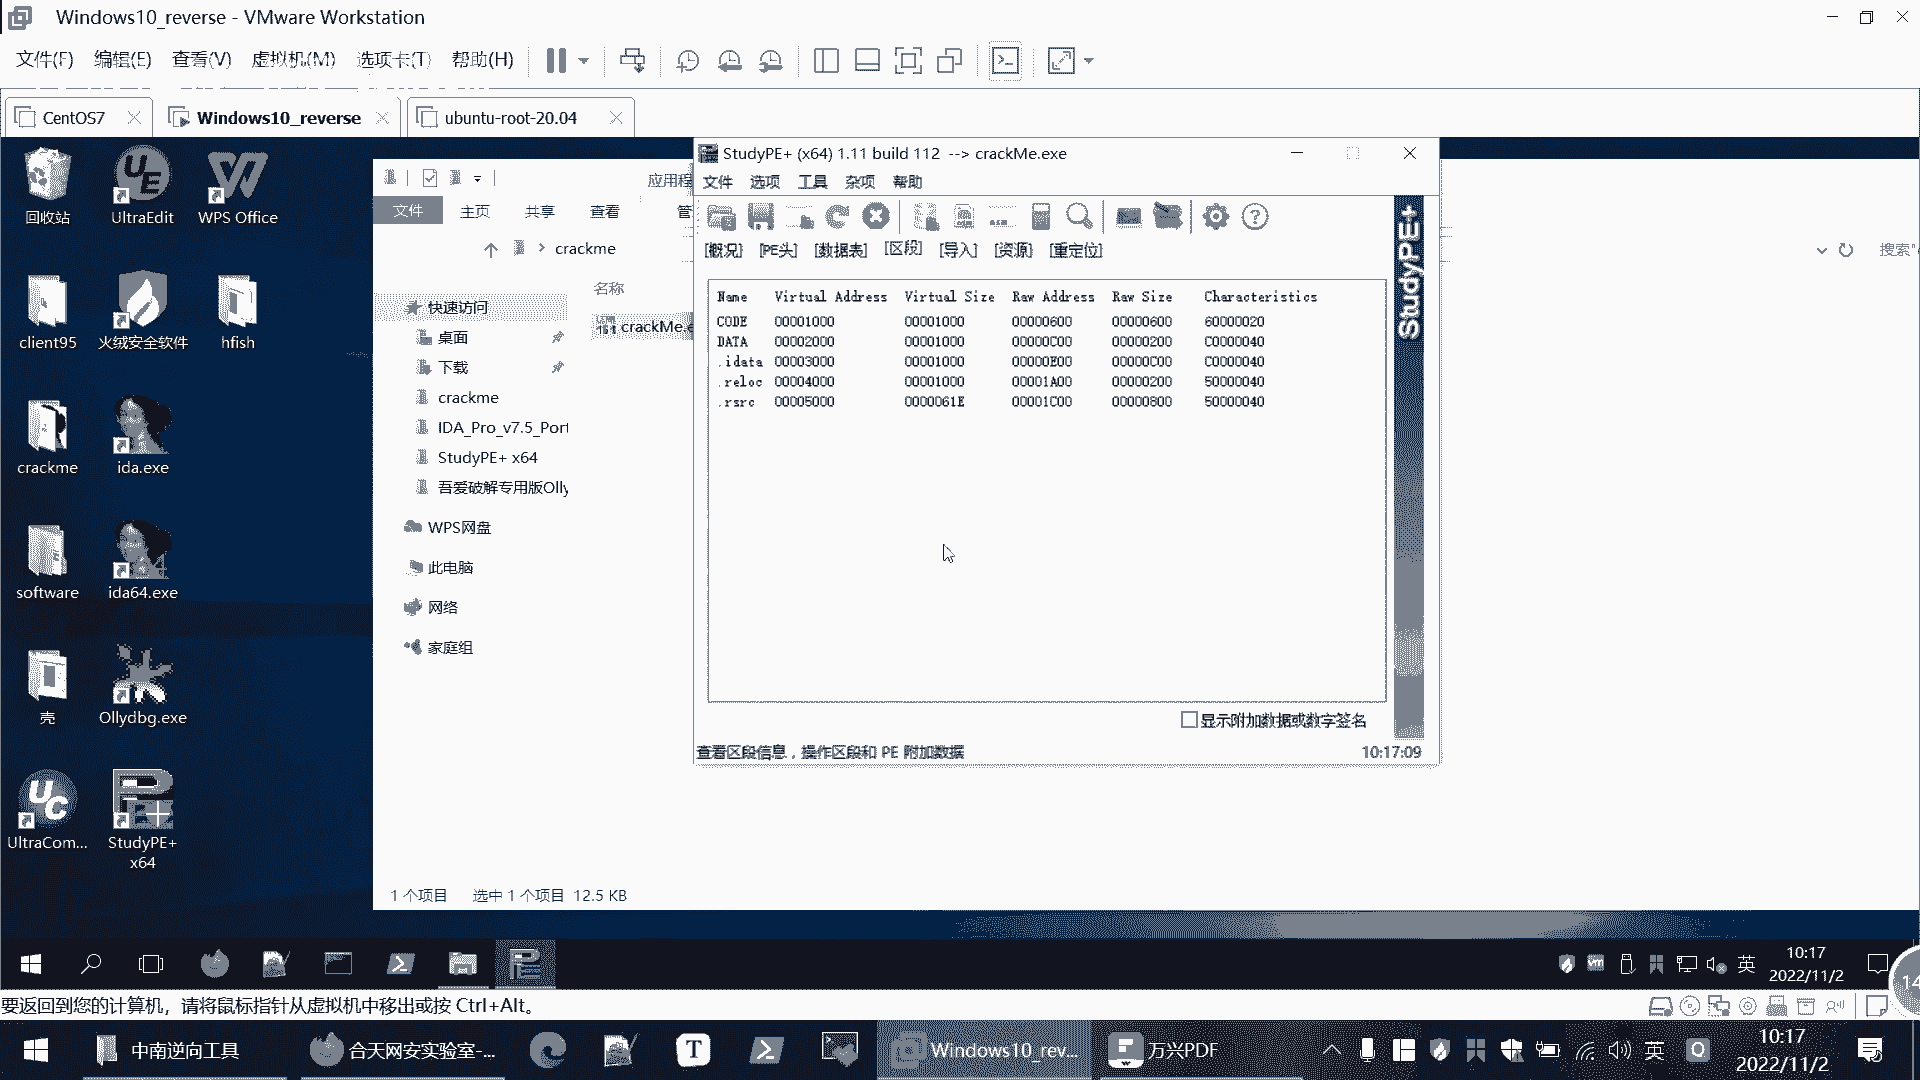 Windows10_reverse - VMware Workstation
文件(F) 编辑(E) 查看(V) 虚拟机(M) 选项卡(T) 帮助(H)
CentOS7 Windows10_reverse ubuntu-root-20.04
回收站 UltraEdit WPS Office
client95 火绒安全软件 hfish
crackme ida.exe
software ida64.exe
壳 Ollydbg.exe
UltraCom... StudyPE+ x64
应用程
文件 主页 共享 查看 管
crackme
搜索"c
名称
crackMe.e
快速访问
桌面
下载
crackme
IDA_Pro_v7.5_Port
StudyPE+ x64
吾爱破解专用版Olly
WPS网盘
此电脑
网络
家庭组
1 个项目 选中 1 个项目 12.5 KB
StudyPE+ (x64) 1.11 build 112 --> crackMe.exe
文件 选项 工具 杂项 帮助
[概况] [PE头] [数据表] [区段] [导入] [资源] [重定位]
StudyPE+
Name Virtual Address Virtual Size Raw Address Raw Size Characteristics
CODE 00001000 00001000 00000600 00000600 60000020
DATA 00002000 00001000 00000C00 00000200 C0000040
.idata 00003000 00001000 00000E00 00000C00 C0000040
.reloc 00004000 00001000 00001A00 00000200 50000040
.rsrc 00005000 0000061E 00001C00 00000800 50000040
显示附加数据或数字签名
查看区段信息，操作区段和 PE 附加数据 10:17:09
英 10:17
2022/11/2
14
要返回到您的计算机，请将鼠标指针从虚拟机中移出或按 Ctrl+Alt。
中南逆向工具 合天网安实验室-... Windows10_rev... 万兴PDF 英 10:17
2022/11/2